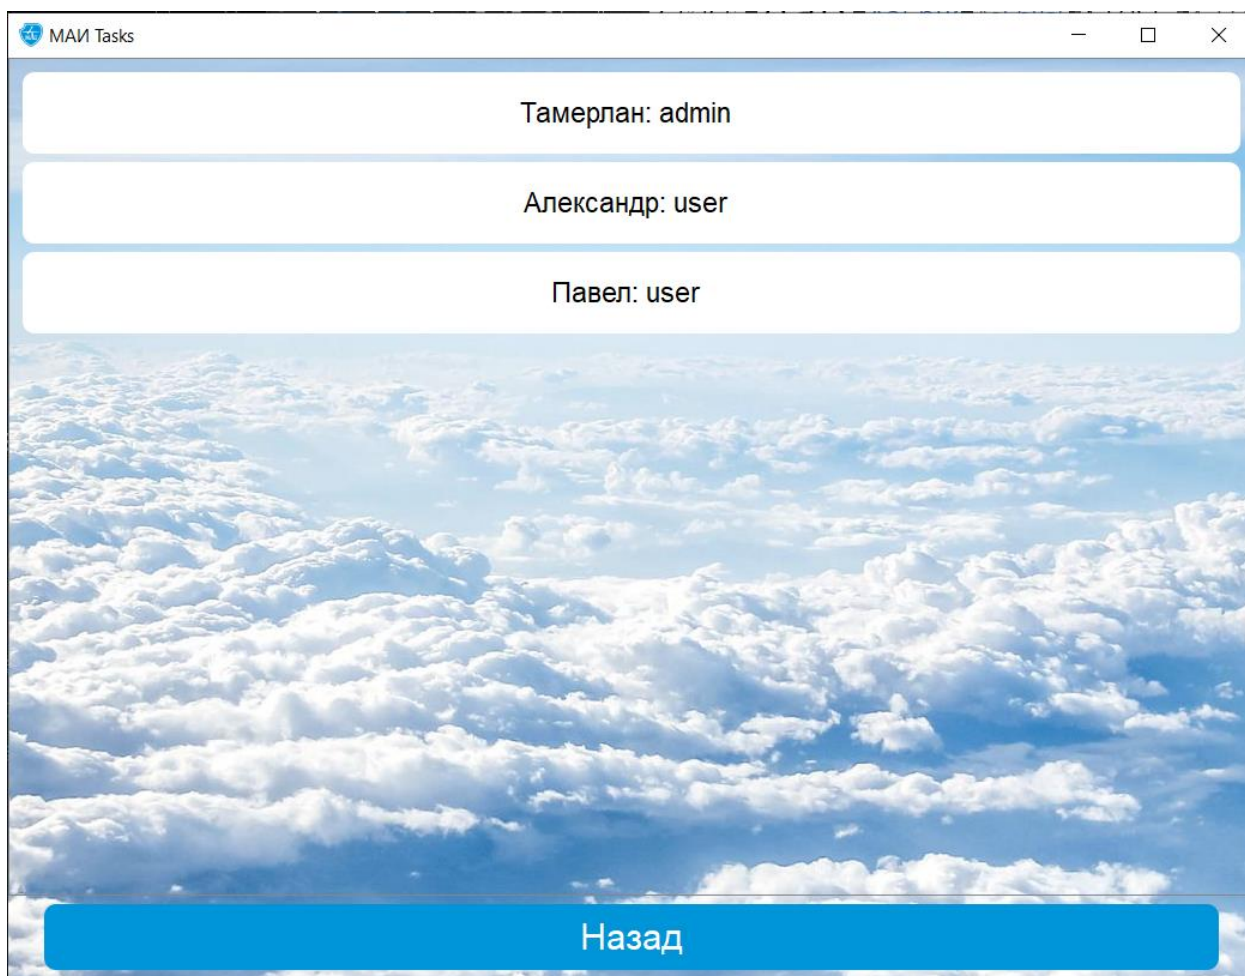 МАИ Tasks
Тамерлан: admin
Александр: user
Павел: user
Назад